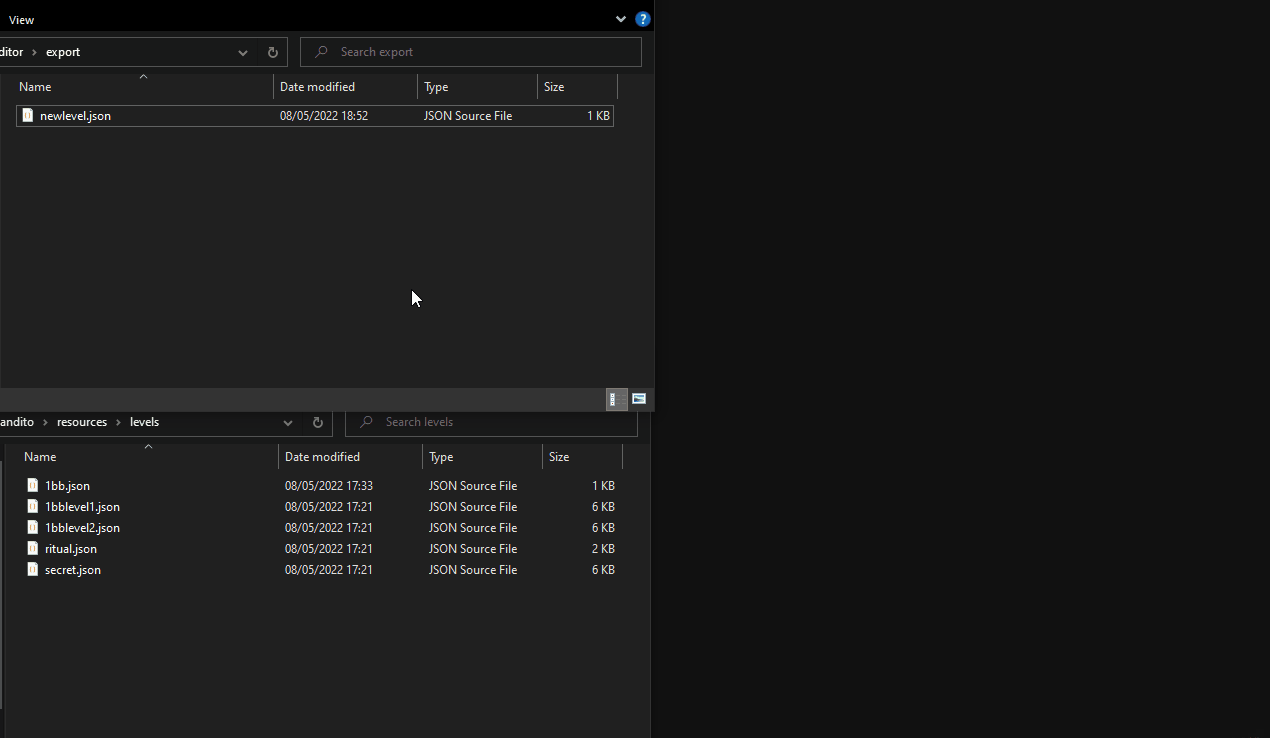 View
?
ditor > export
Search export
Name Date modified Type Size
newlevel.json 08/05/2022 18:52 JSON Source File 1 KB
andito > resources > levels
Search levels
Name Date modified Type Size
1bb.json 08/05/2022 17:33 JSON Source File 1 KB
1bblevel1.json 08/05/2022 17:21 JSON Source File 6 KB
1bblevel2.json 08/05/2022 17:21 JSON Source File 6 KB
ritual.json 08/05/2022 17:21 JSON Source File 2 KB
secret.json 08/05/2022 17:21 JSON Source File 6 KB